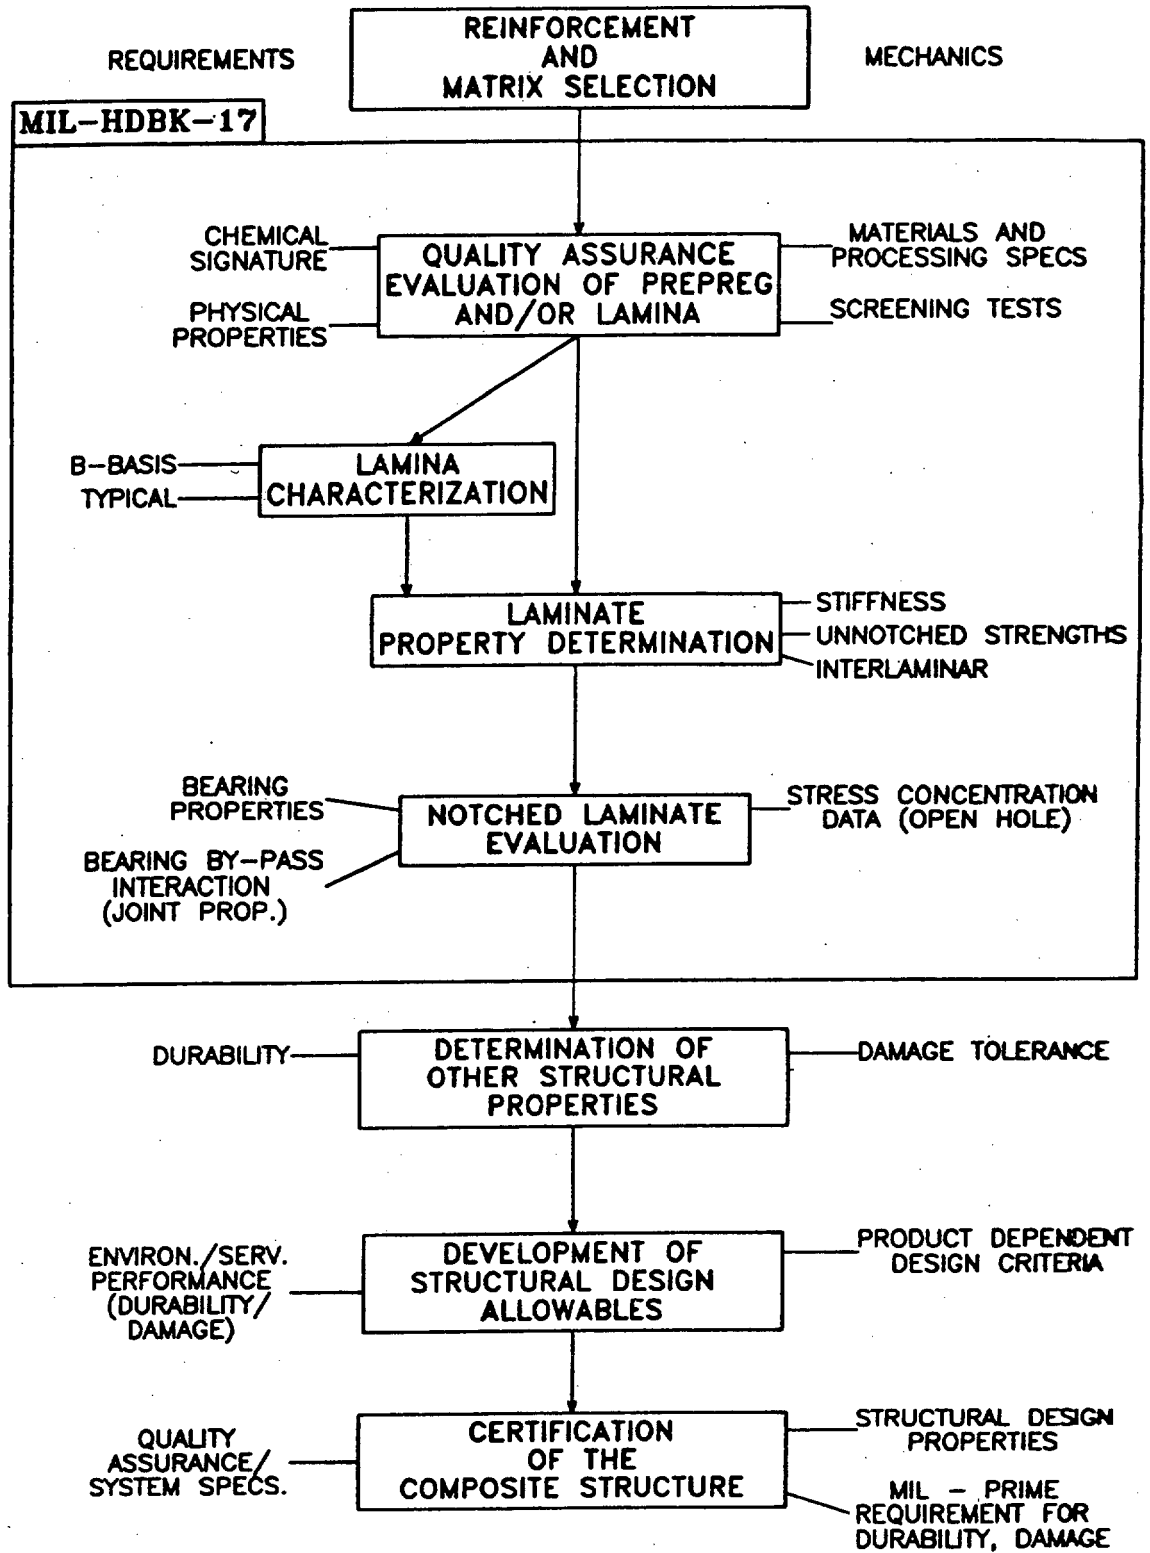 REINFORCEMENT
AND
MATRIX SELECTION
REQUIREMENTS
MECHANICS
MIL-HDBK-17
CHEMICAL
SIGNATURE
PHYSICAL
PROPERTIES
QUALITY ASSURANCE
EVALUATION OF PREPREG
AND/OR LAMINA
MATERIALS AND
PROCESSING SPECS
SCREENING TESTS
B-BASIS
TYPICAL
LAMINA
CHARACTERIZATION
LAMINATE
PROPERTY DETERMINATION
STIFFNESS
UNNOTCHED STRENGTHS
INTERLAMINAR
BEARING
PROPERTIES
BEARING BY-PASS
INTERACTION
(JOINT PROP.)
NOTCHED LAMINATE
EVALUATION
STRESS CONCENTRATION
DATA (OPEN HOLE)
DURABILITY
DETERMINATION OF
OTHER STRUCTURAL
PROPERTIES
DAMAGE TOLERANCE
ENVIRON./SERV.
PERFORMANCE
(DURABILITY/
DAMAGE)
DEVELOPMENT OF
STRUCTURAL DESIGN
ALLOWABLES
PRODUCT DEPENDENT
DESIGN CRITERIA
QUALITY
ASSURANCE/
SYSTEM SPECS.
CERTIFICATION
OF THE
COMPOSITE STRUCTURE
STRUCTURAL DESIGN
PROPERTIES
MIL - PRIME
REQUIREMENT FOR
DURABILITY, DAMAGE